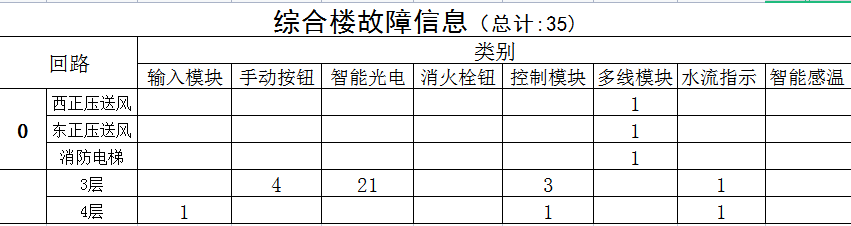 综合楼故障信息（总计:35）
回路 类别
输入模块 手动按钮 智能光电 消火栓钮 控制模块 多线模块 水流指示 智能感温
0 西正压送风 1
东正压送风 1
消防电梯 1
3层 4 21 3 1
4层 1 1 1